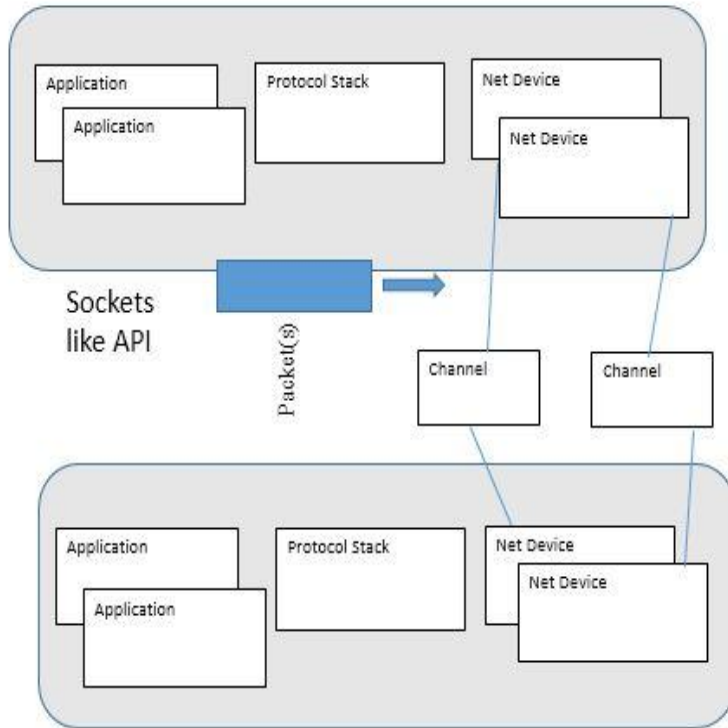 Application
Application
Protocol Stack
Net Device
Net Device
Sockets
like API
Packet(s)
Channel
Channel
Application
Application
Protocol Stack
Net Device
Net Device